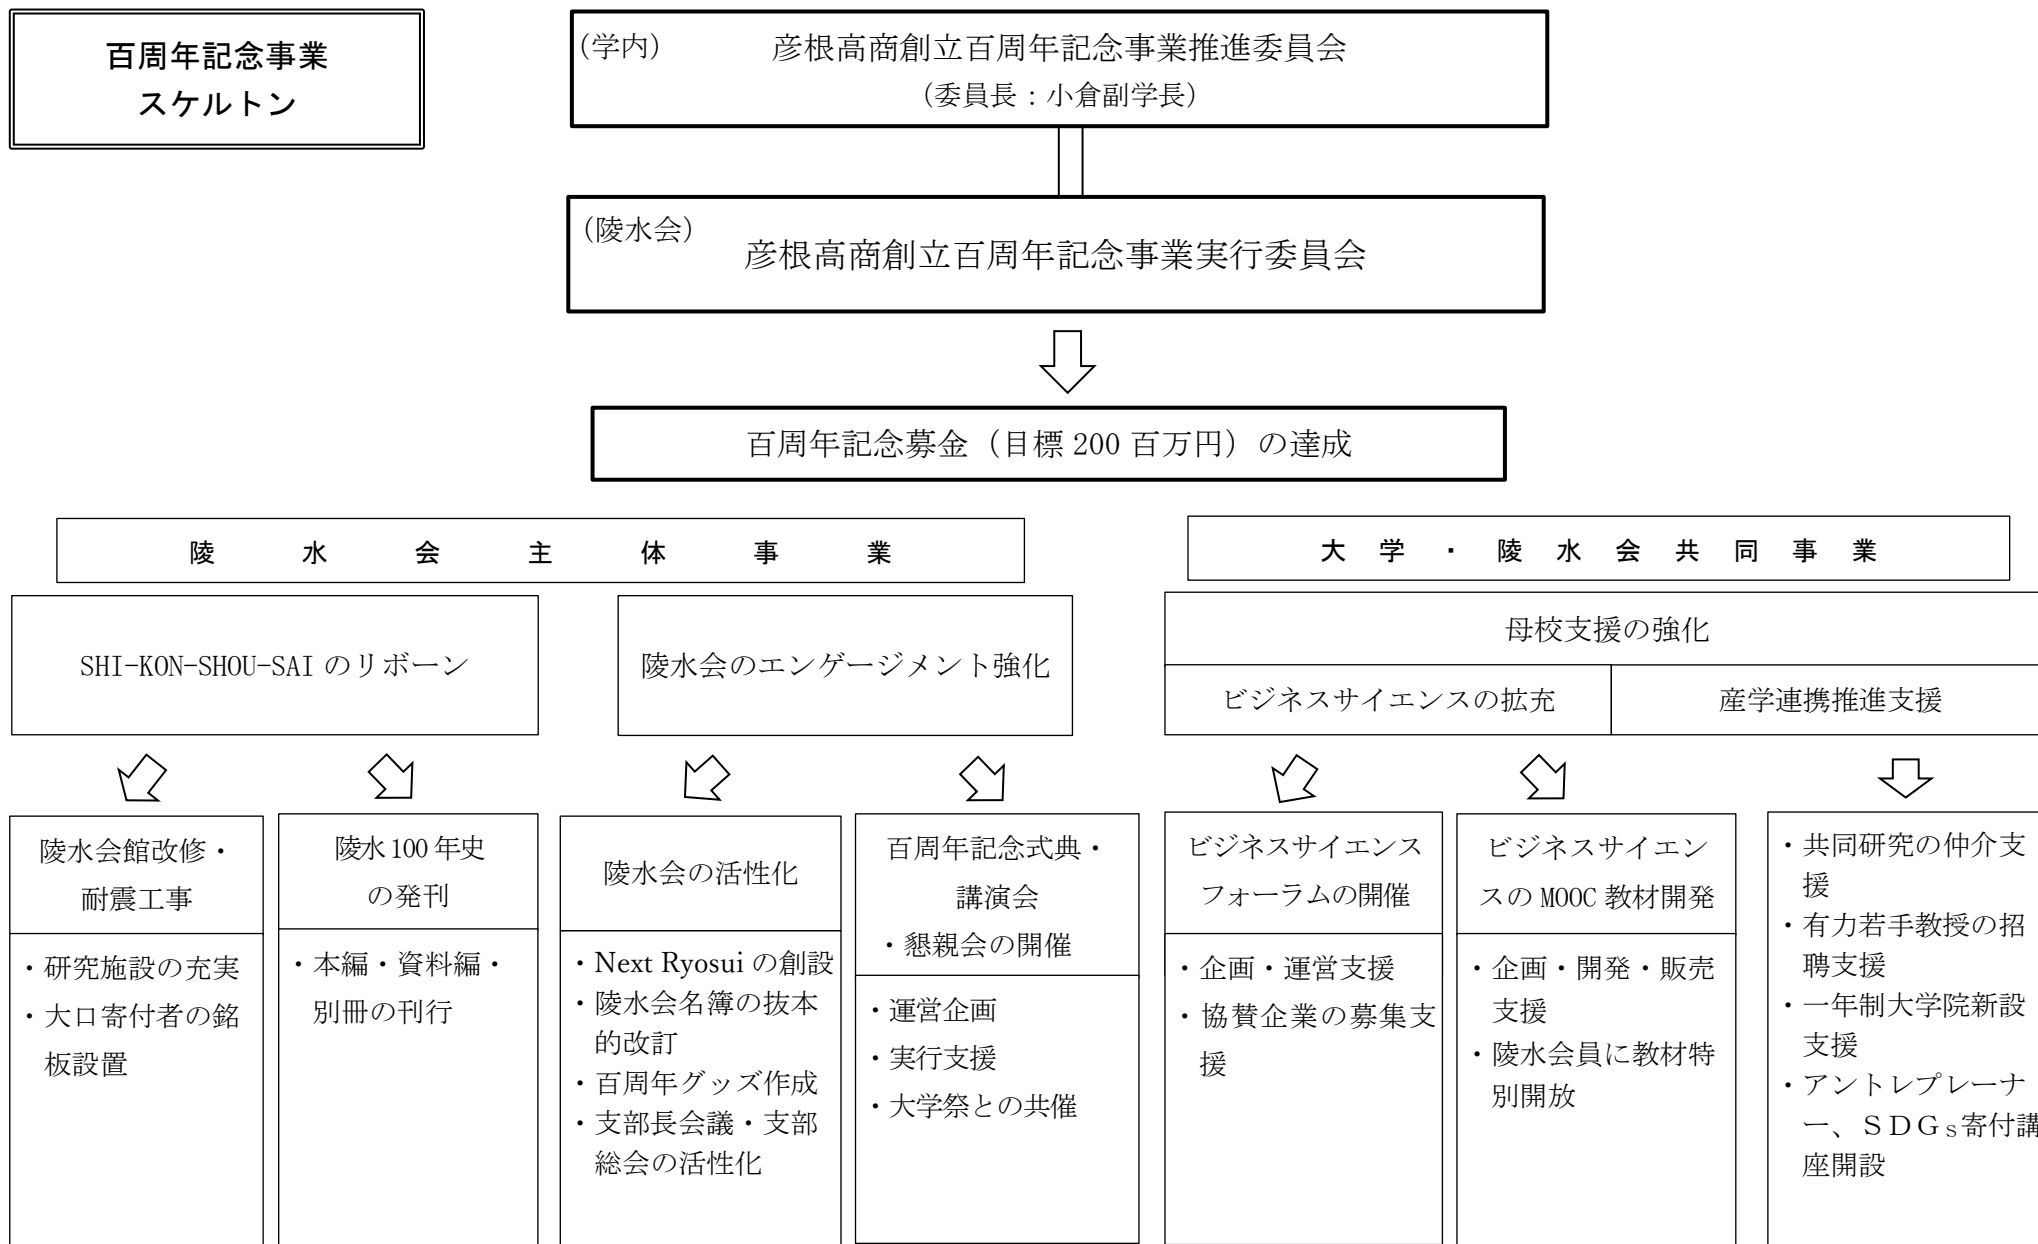 百周年記念事業
スケルトン
(学内)
彦根高商創立百周年記念事業推進委員会
（委員長：小倉副学長）
(陵水会)
彦根高商創立百周年記念事業実行委員会
百周年記念募金（目標 200 百万円）の達成
陵水会主体事業
大学・陵水会共同事業
SHI-KON-SHOU-SAI のリボーン
陵水会のエンゲージメント強化
母校支援の強化
ビジネスサイエンスの拡充
産学連携推進支援
陵水会館改修・
耐震工事
・研究施設の充実
・大口寄付者の銘
板設置
陵水 100 年史
の発刊
・本編・資料編・
別冊の刊行
陵水会の活性化
・Next Ryosui の創設
・陵水会名簿の抜本
的改訂
・百周年グッズ作成
・支部長会議・支部
総会の活性化
百周年記念式典・
講演会
・懇親会の開催
・運営企画
・実行支援
・大学祭との共催
ビジネスサイエンス
フォーラムの開催
・企画・運営支援
・協賛企業の募集支
援
ビジネスサイエン
スの MOOC 教材開発
・企画・開発・販売
支援
・陵水会員に教材特
別開放
・共同研究の仲介支
援
・有力若手教授の招
聘支援
・一年制大学院新設
支援
・アントレプレーナ
ー、ＳＤＧｓ寄付講
座開設